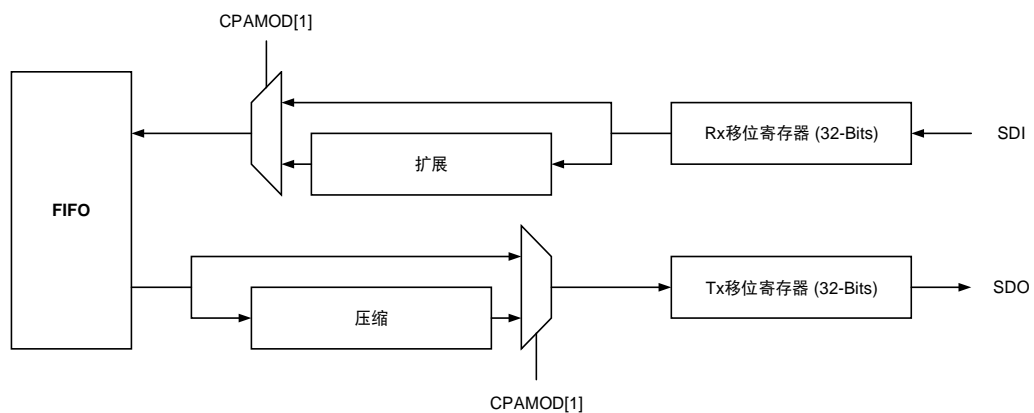 CPAMOD[1]
Rx移位寄存器 (32-Bits)
SDI
扩展
FIFO
Tx移位寄存器 (32-Bits)
SDO
压缩
CPAMOD[1]